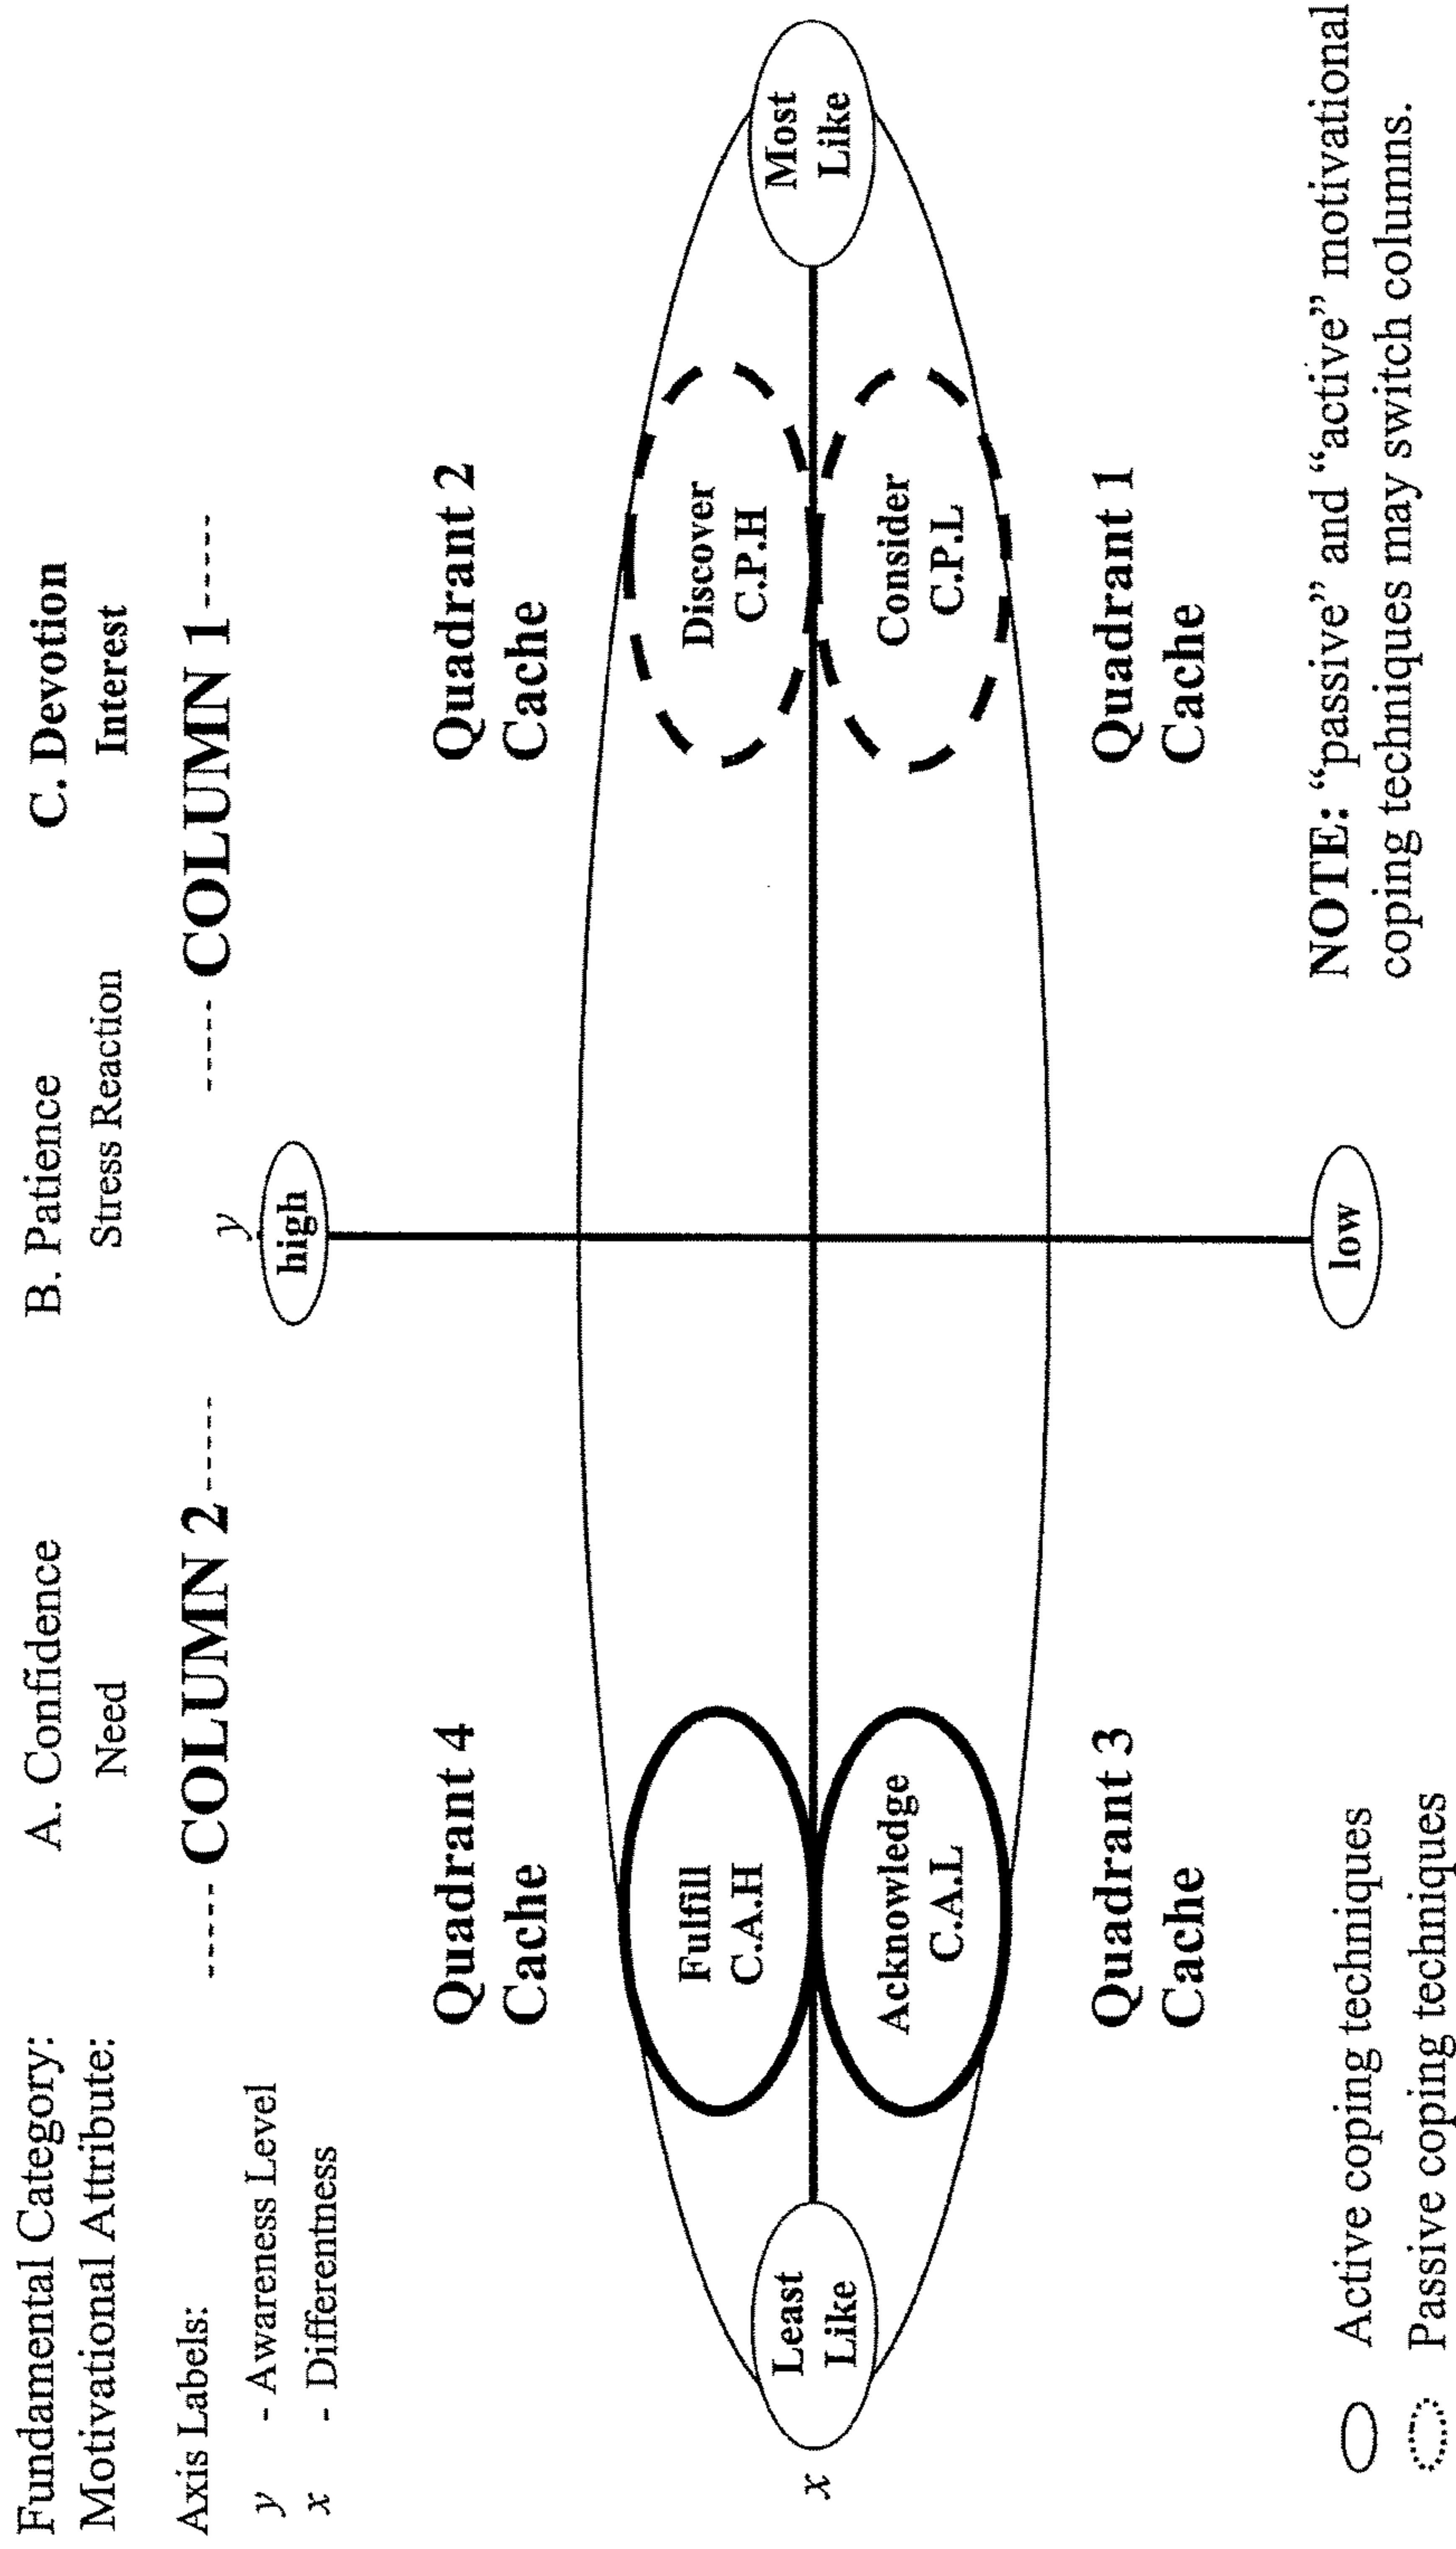 Fundamental Category: A. Confidence B. Patience C. Devotion
Motivational Attribute: Need Stress Reaction Interest
Axis Labels:
----- COLUMN 2 ----- ----- COLUMN 1 -----
y - Awareness Level
x - Differentness
y
high
Quadrant 4
Cache
Quadrant 2
Cache
Fulfill
C.A.H
Discover
C.P.H
x
Least
Like
Most
Like
Acknowledge
C.A.L
Consider
C.P.L
Quadrant 3
Cache
Quadrant 1
Cache
low
Active coping techniques
Passive coping techniques
NOTE: “passive” and “active” motivational
coping techniques may switch columns.